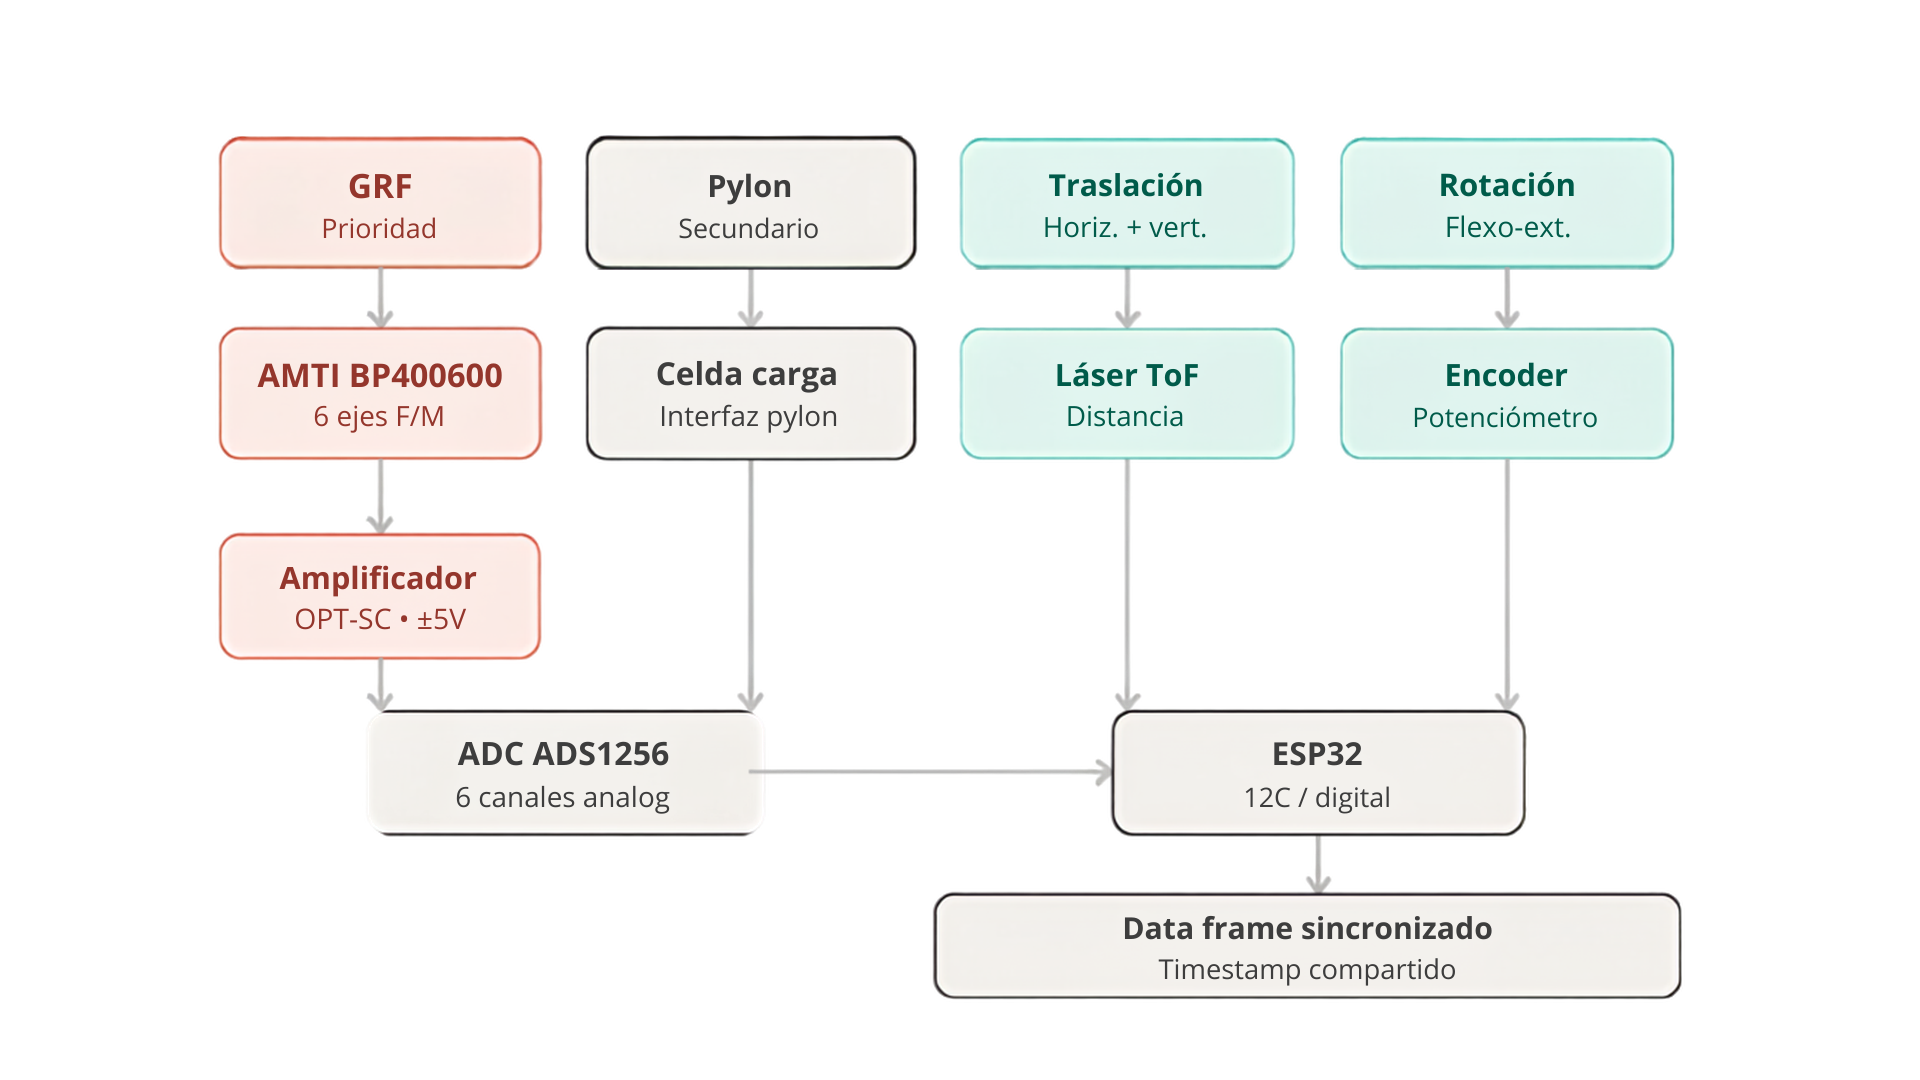 GRF
Prioridad
Pylon
Secundario
Traslación
Horiz. + vert.
Rotación
Flexo-ext.
AMTI BP400600
6 ejes F/M
Celda carga
Interfaz pylon
Láser ToF
Distancia
Encoder
Potenciómetro
Amplificador
OPT-SC • ±5V
ADC ADS1256
6 canales analog
ESP32
12C / digital
Data frame sincronizado
Timestamp compartido